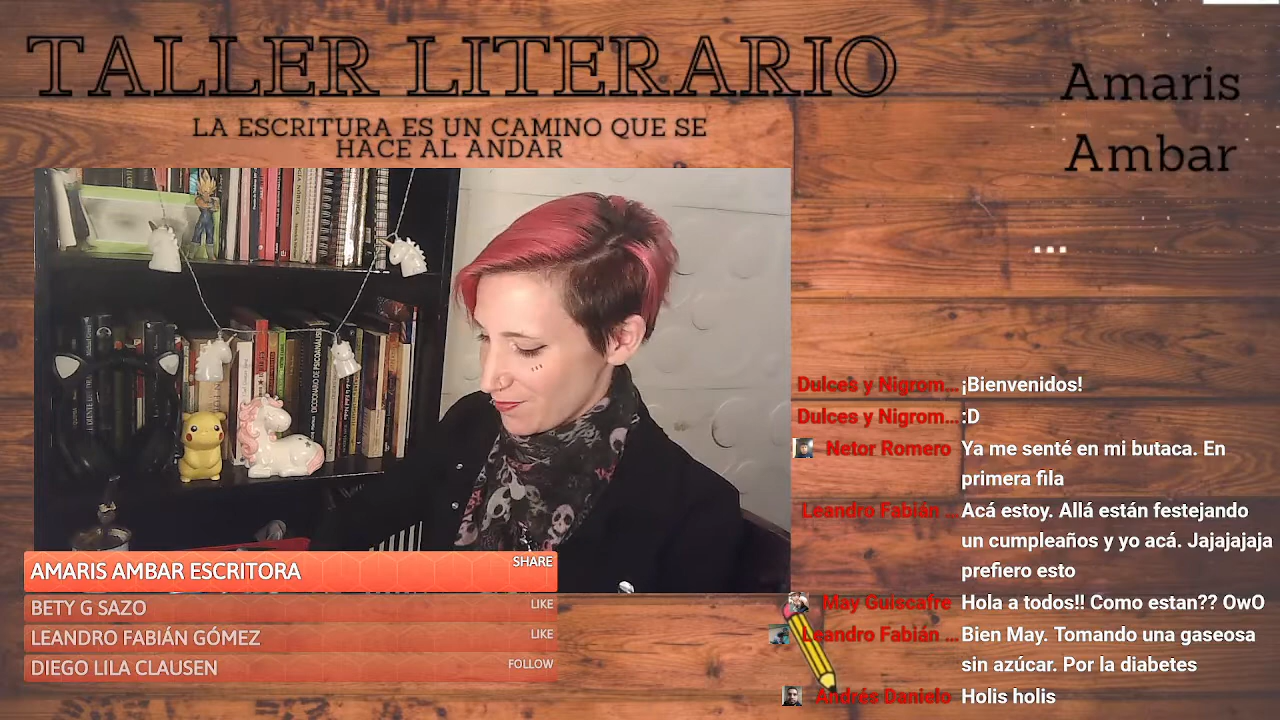 TALLER LITERARIO
LA ESCRITURA ES UN CAMINO QUE SE
HACE AL ANDAR
Amaris
Ambar
...
DICCIONARIO DE PSICOANÁLISIS
Dulces y Nigrom... ¡Bienvenidos!
Dulces y Nigrom... :D
Netor Romero Ya me senté en mi butaca. En
primera fila
Leandro Fabián ... Acá estoy. Allá están festejando
un cumpleaños y yo acá. Jajajajaja
prefiero esto
May Guiscafre Hola a todos!! Como estan?? OwO
Leandro Fabián ... Bien May. Tomando una gaseosa
sin azúcar. Por la diabetes
Andrés Danielo Holis holis
AMARIS AMBAR ESCRITORA SHARE
BETY G SAZO LIKE
LEANDRO FABIÁN GÓMEZ LIKE
DIEGO LILA CLAUSEN FOLLOW